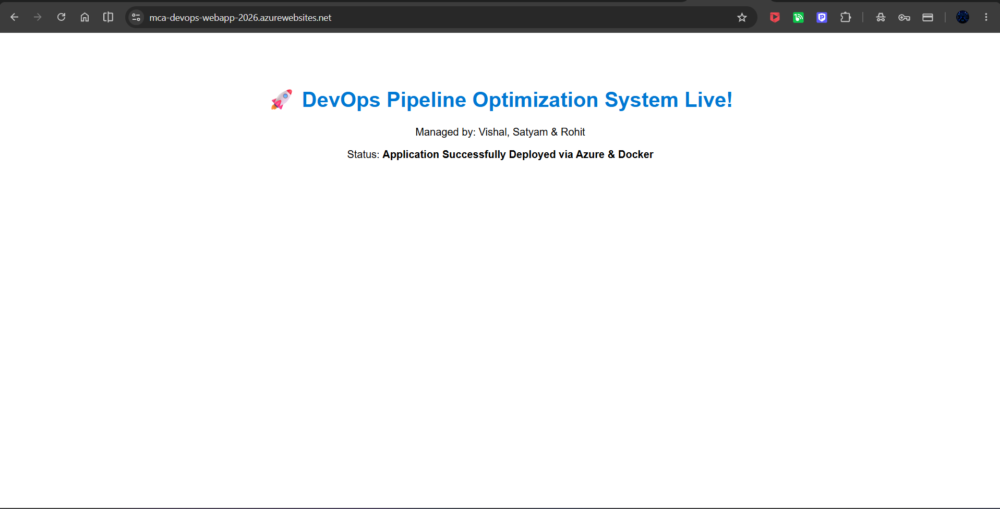 mca-devops-webapp-2026.azurewebsites.net
🚀 DevOps Pipeline Optimization System Live!
Managed by: Vishal, Satyam & Rohit
Status: Application Successfully Deployed via Azure & Docker